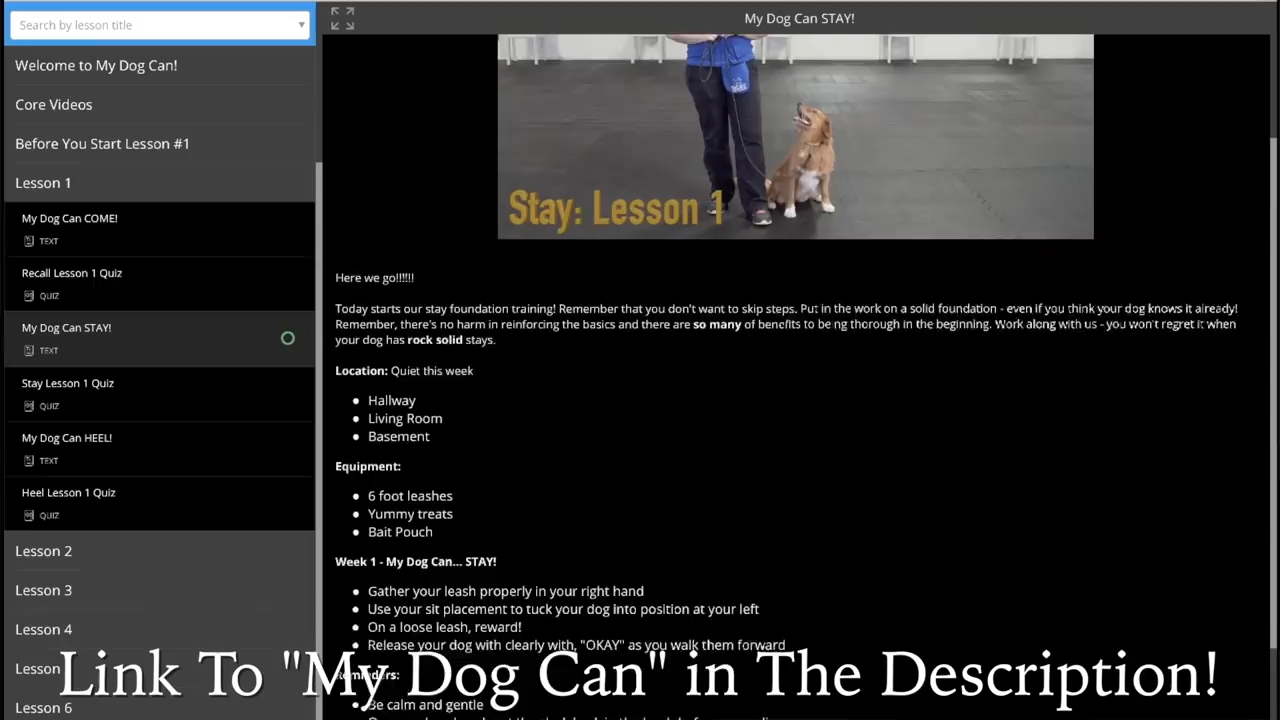 Search by lesson title
Welcome to My Dog Can!
Core Videos
Before You Start Lesson #1
Lesson 1
My Dog Can COME!
TEXT
Recall Lesson 1 Quiz
QUIZ
My Dog Can STAY!
TEXT
Stay Lesson 1 Quiz
QUIZ
My Dog Can HEEL!
TEXT
Heel Lesson 1 Quiz
QUIZ
Lesson 2
Lesson 3
Lesson 4
Lesson
Lesson 6
My Dog Can STAY!
Stay: Lesson 1
Here we go!!!!!!
Today starts our stay foundation training! Remember that you don't want to skip steps. Put in the work on a solid foundation - even if you think your dog knows it already!
Remember, there's no harm in reinforcing the basics and there are so many of benefits to being thorough in the beginning. Work along with us - you won't regret it when
your dog has rock solid stays.
Location: Quiet this week
Hallway
Living Room
Basement
Equipment:
6 foot leashes
Yummy treats
Bait Pouch
Week 1 - My Dog Can... STAY!
Gather your leash properly in your right hand
Use your sit placement to tuck your dog into position at your left
On a loose leash, reward!
Release your dog with clearly with, "OKAY" as you walk them forward
Reminders:
Be calm and gentle
Link To "My Dog Can" in The Description!